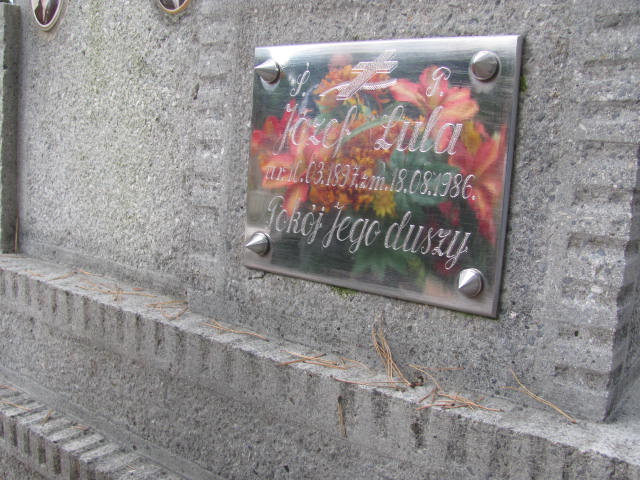 Ś. P.
Józef Lula
ur. 11.03.1897. zm. 18.08.1986.
Pokój Jego duszy